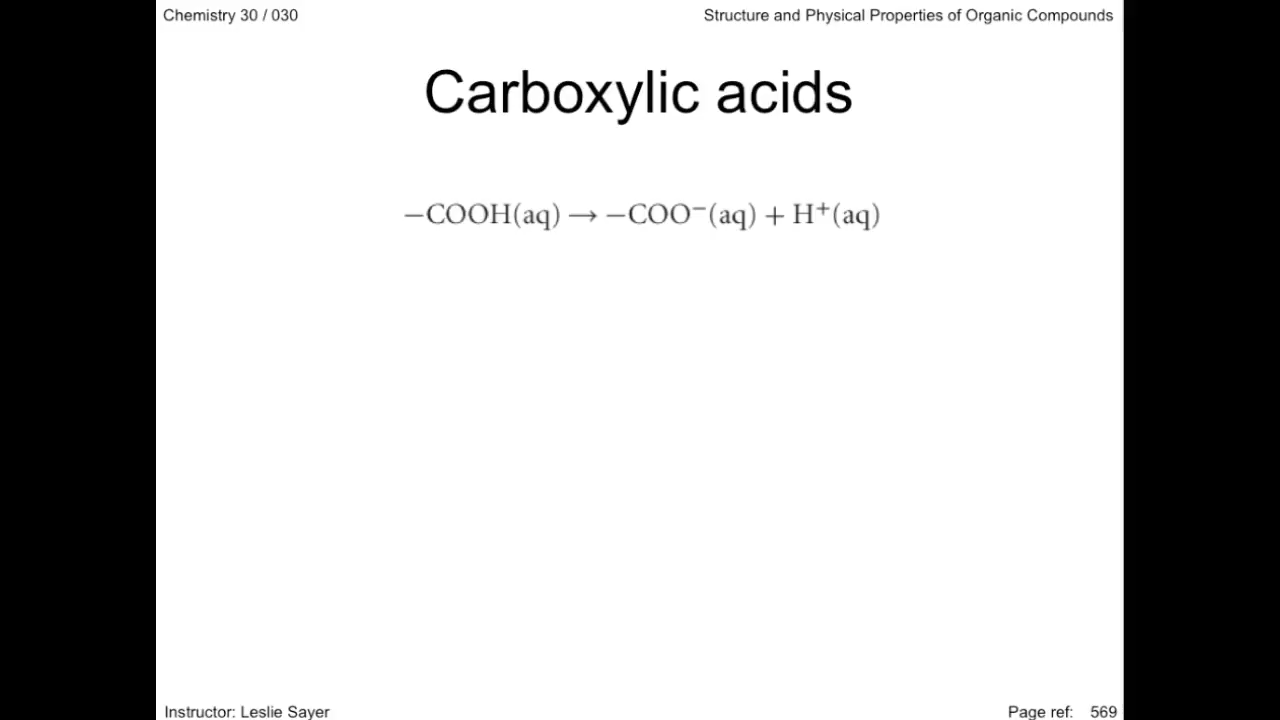 Chemistry 30 / 030
Structure and Physical Properties of Organic Compounds
Carboxylic acids
−COOH(aq) → −COO⁻(aq) + H⁺(aq)
Instructor: Leslie Sayer
Page ref: 569